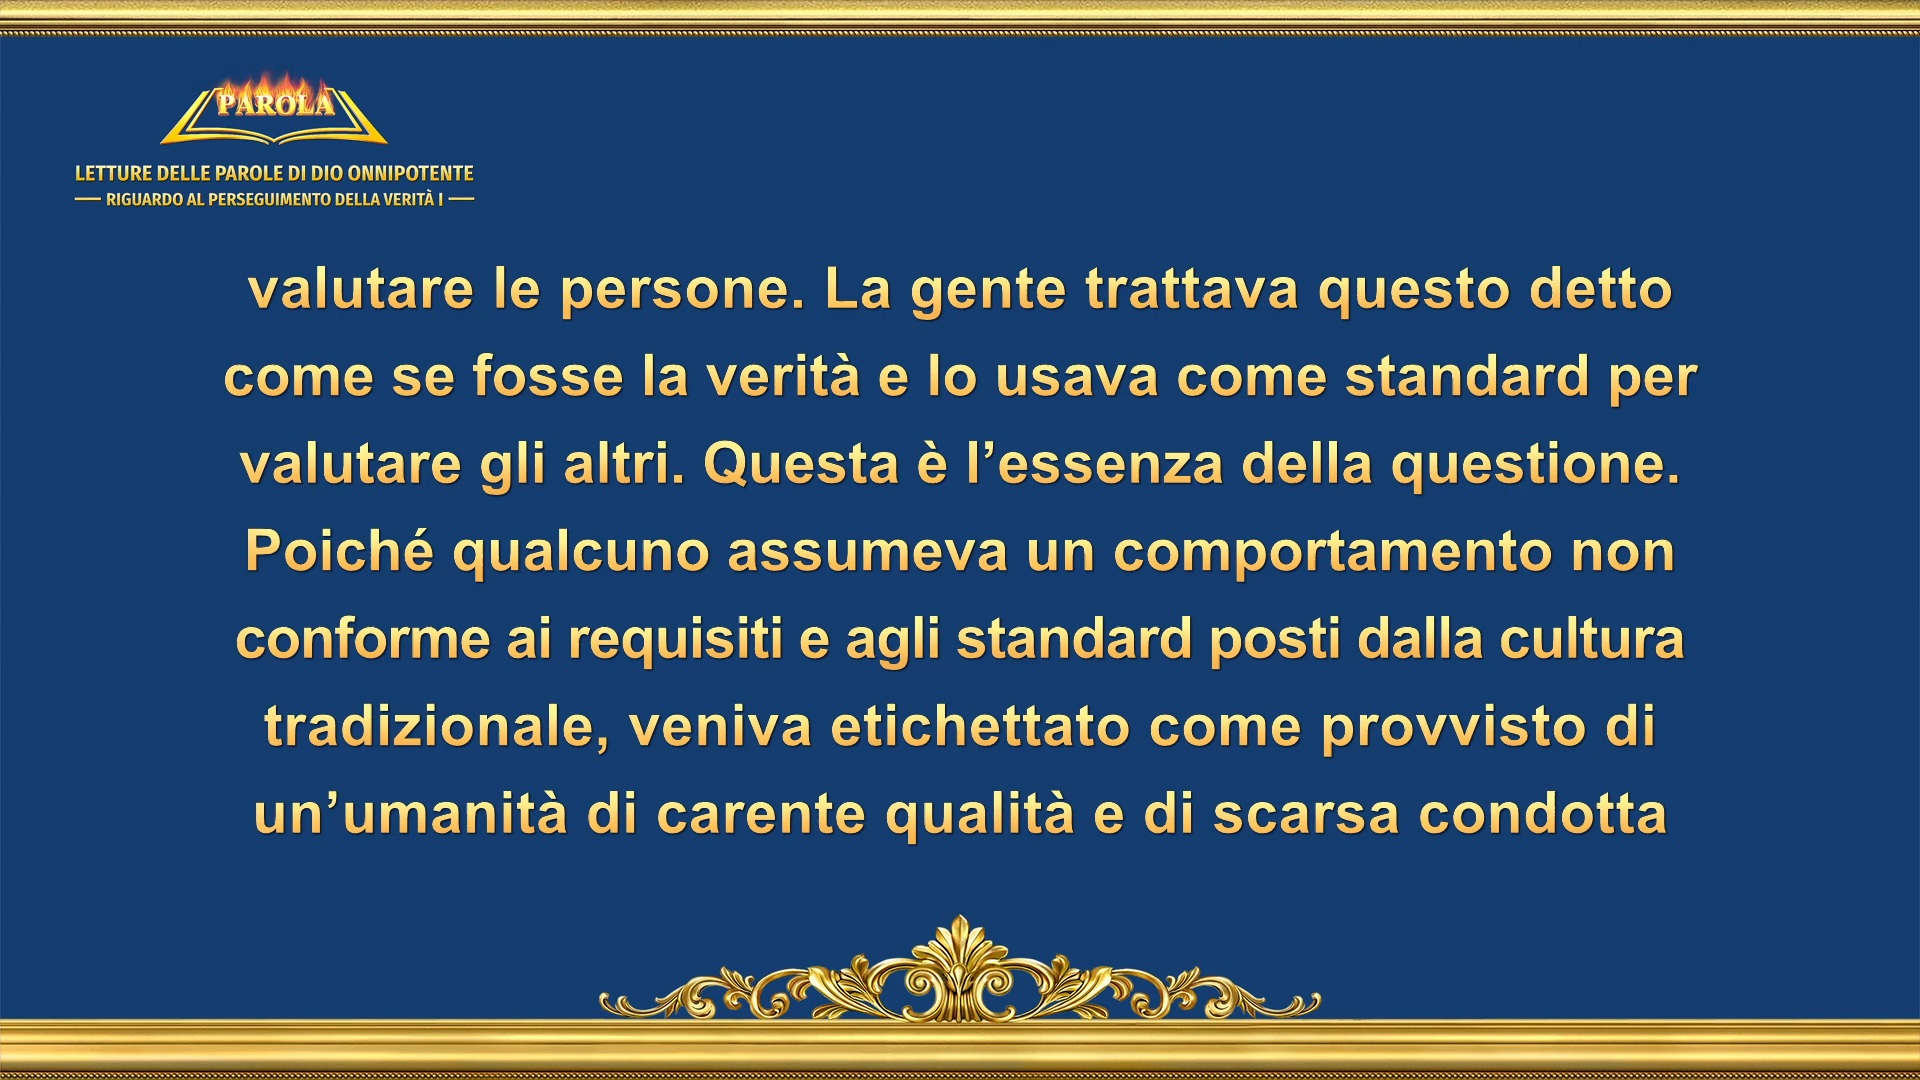 PAROLA
LETTURE DELLE PAROLE DI DIO ONNIPOTENTE
RIGUARDO AL PERSEGUIMENTO DELLA VERITÀ I
valutare le persone. La gente trattava questo detto
come se fosse la verità e lo usava come standard per
valutare gli altri. Questa è l’essenza della questione.
Poiché qualcuno assumeva un comportamento non
conforme ai requisiti e agli standard posti dalla cultura
tradizionale, veniva etichettato come provvisto di
un’umanità di carente qualità e di scarsa condotta